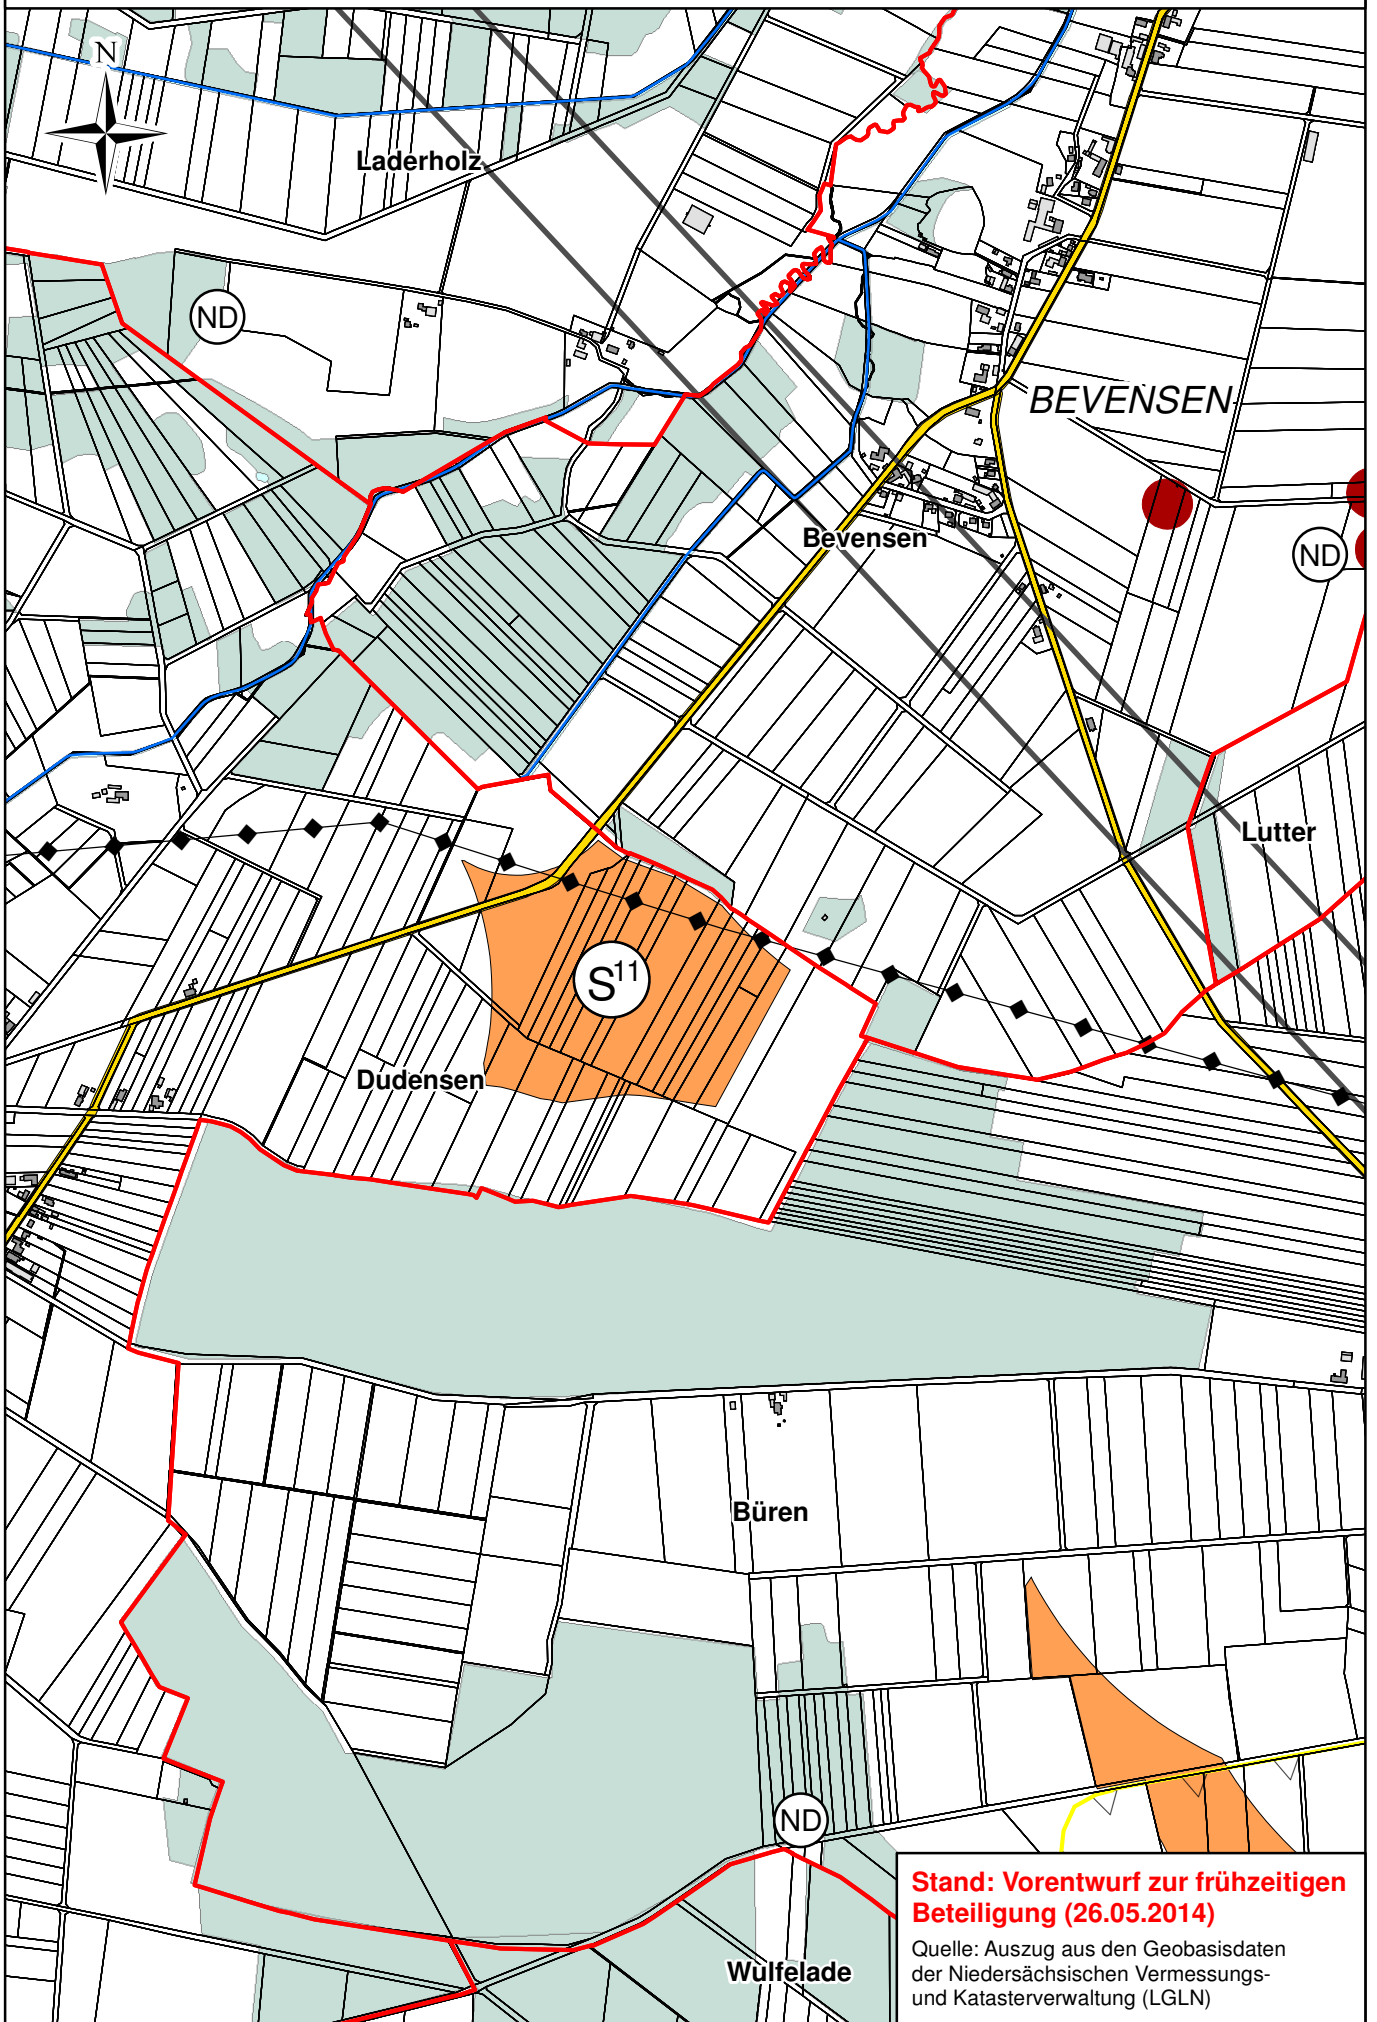 N
Laderholz
ND
BEVENSEN
Bevensen
ND
Lutter
S11
Dudensen
Büren
ND
Wulfelade
Stand: Vorentwurf zur frühzeitigen
Beteiligung (26.05.2014)
Quelle: Auszug aus den Geobasisdaten
der Niedersächsischen Vermessungs-
und Katasterverwaltung (LGLN)